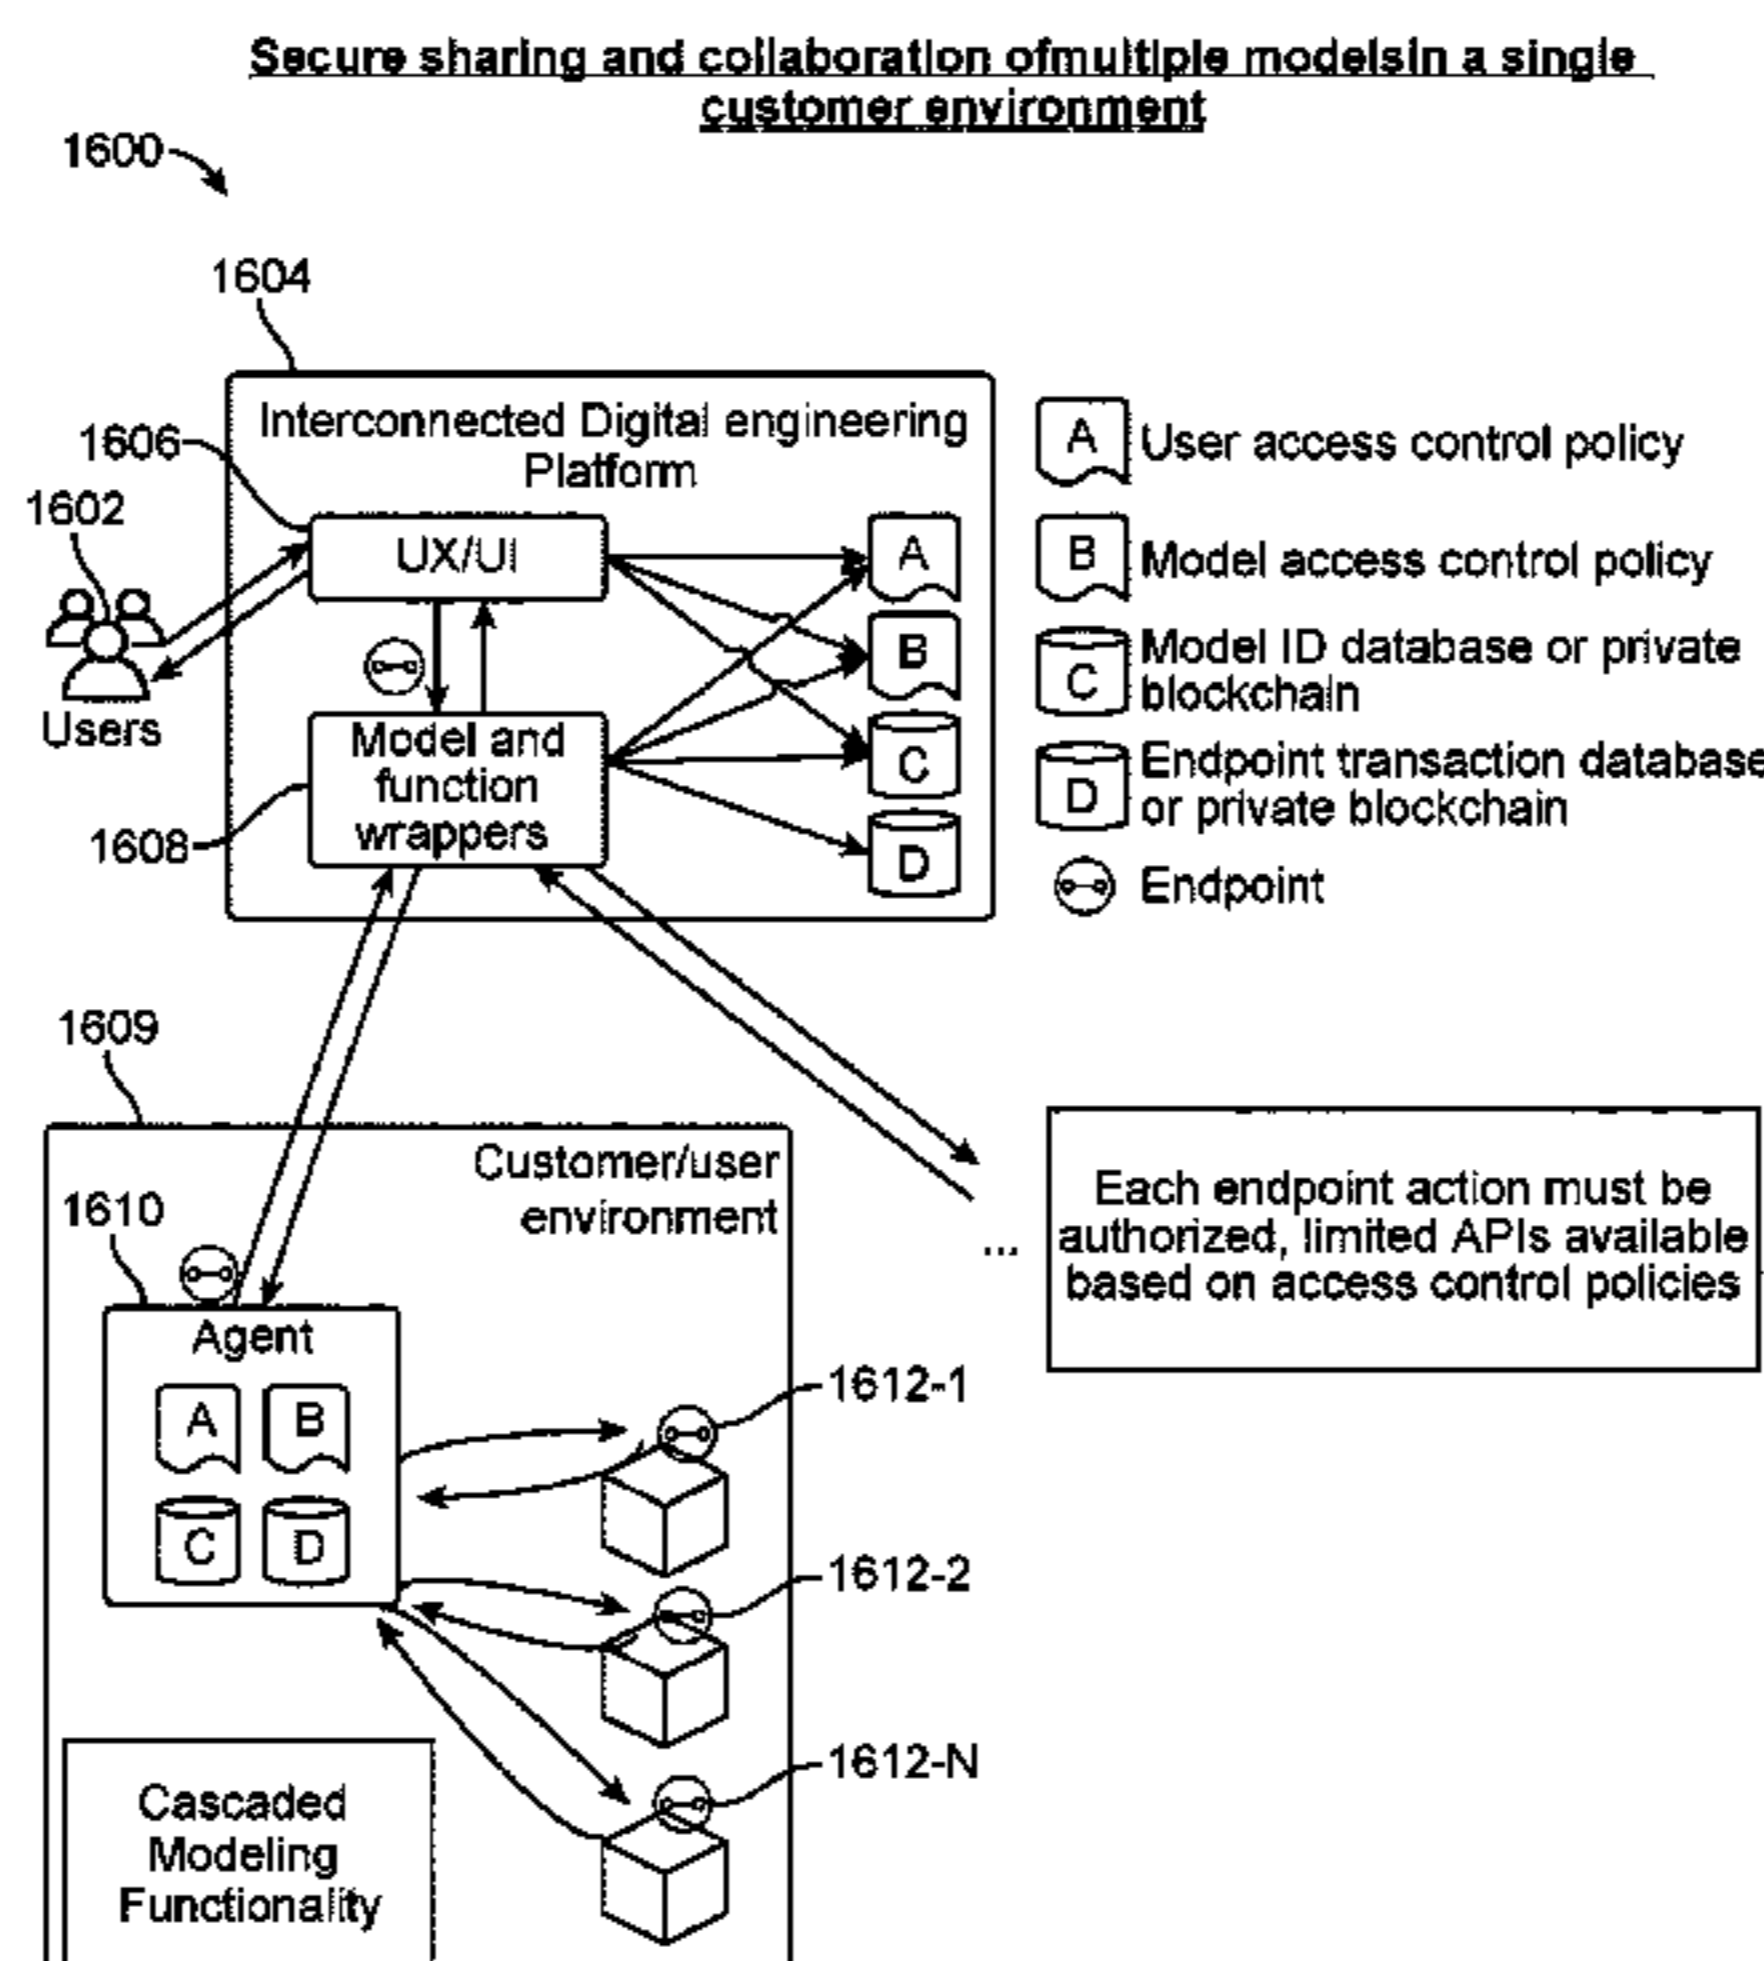 Secure sharing and collaboration ofmultiple modelsin a single
customer environment
1600
1604
Interconnected Digital engineering
Platform
1606
1602
UX/UI
Users
Model and
function
wrappers
1608
A
B
C
D
A User access control policy
B Model access control policy
C Model ID database or private
blockchain
D Endpoint transaction database
or private blockchain
Endpoint
1609
Customer/user
environment
1610
Agent
A B
C D
...
Each endpoint action must be
authorized, limited APIs available
based on access control policies
1612-1
1612-2
1612-N
Cascaded
Modeling
Functionality